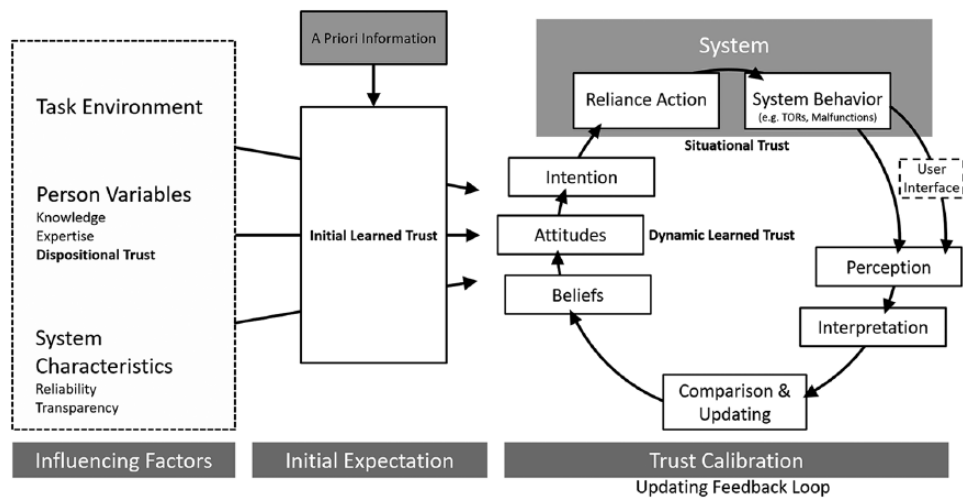 Task Environment
Person Variables
Knowledge
Expertise
Dispositional Trust
System
Characteristics
Reliability
Transparency
Influencing Factors
A Priori Information
Initial Learned Trust
Initial Expectation
System
Reliance Action
System Behavior
(e.g. TORs, Malfunctions)
Situational Trust
User
Interface
Intention
Attitudes
Dynamic Learned Trust
Beliefs
Perception
Interpretation
Comparison &
Updating
Trust Calibration
Updating Feedback Loop